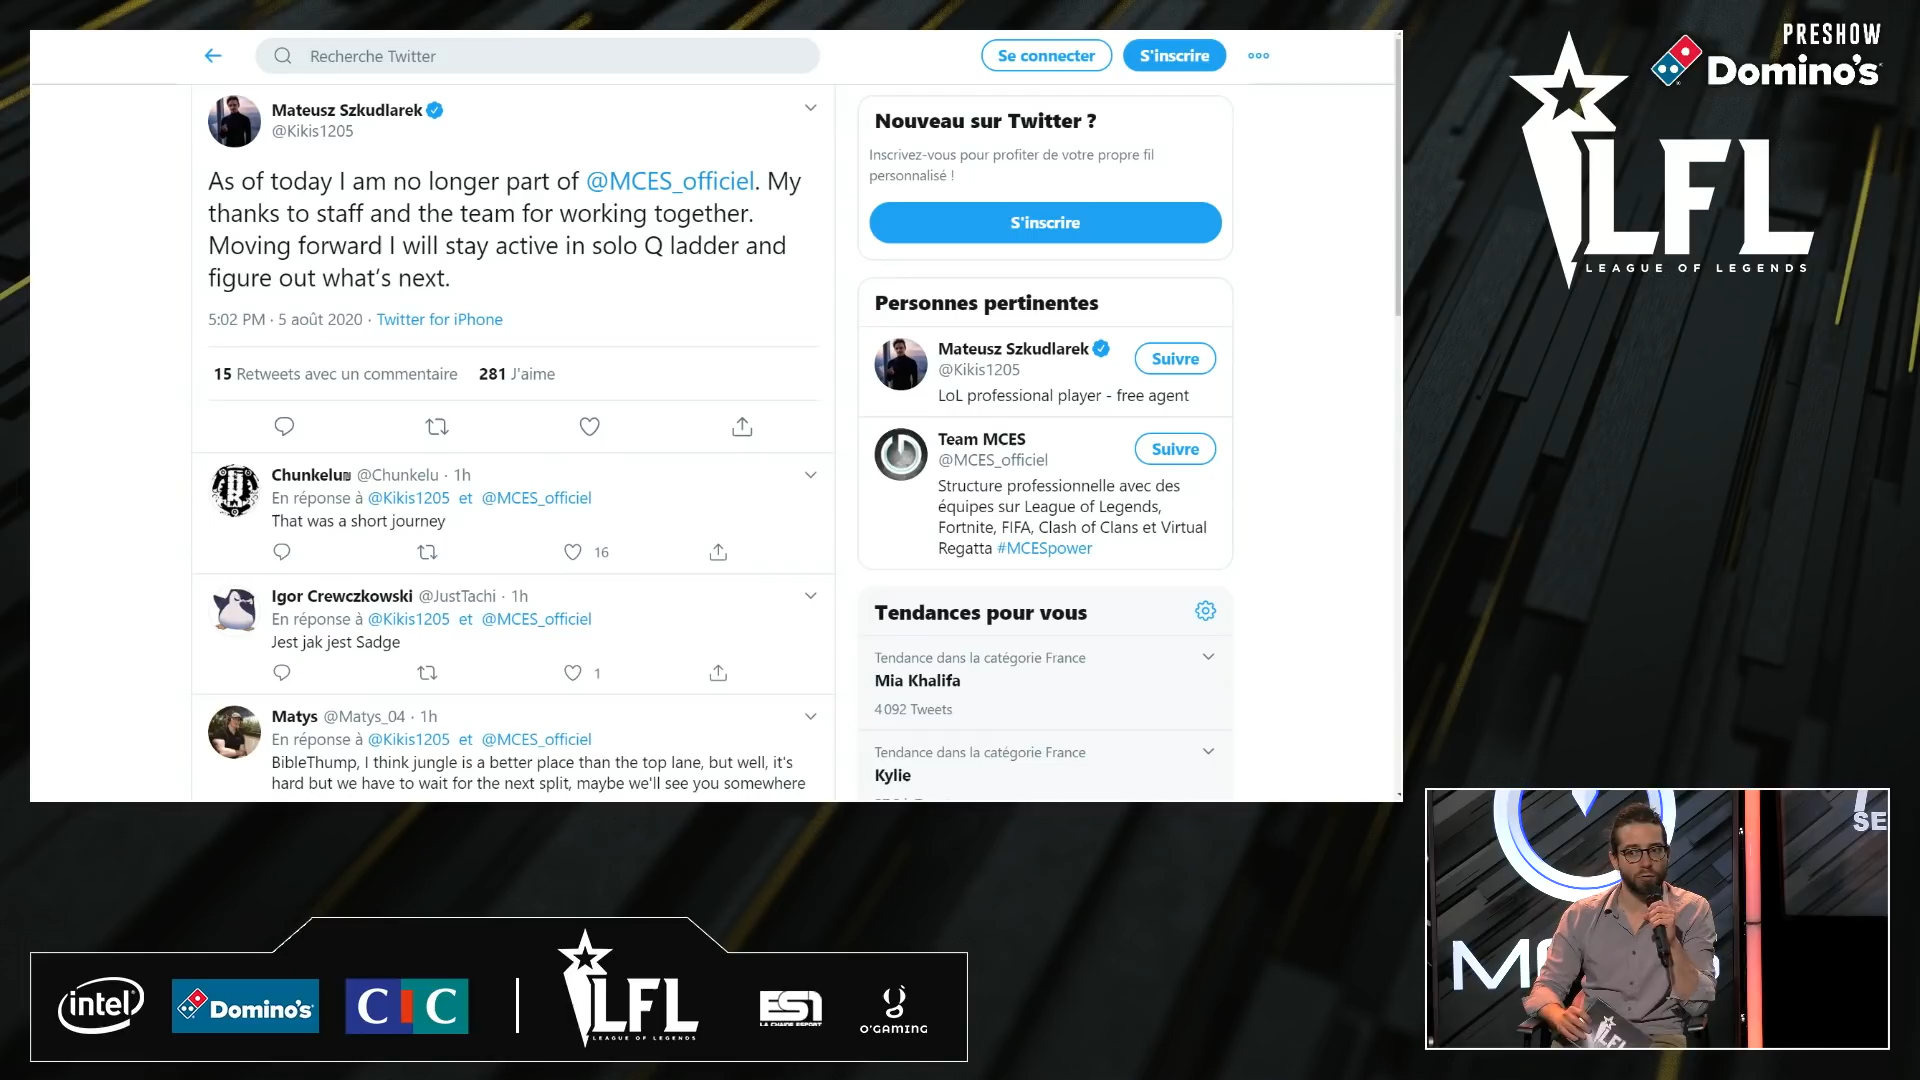 PRESHOW
Domino's
LFL
LEAGUE OF LEGENDS
Recherche Twitter
Se connecter
S'inscrire
Mateusz Szkudlarek
@Kikis1205
As of today I am no longer part of @MCES_officiel. My
thanks to staff and the team for working together.
Moving forward I will stay active in solo Q ladder and
figure out what's next.
5:02 PM · 5 août 2020 · Twitter for iPhone
15 Retweets avec un commentaire 281 J'aime
Chunkelu @Chunkelu · 1h
En réponse à @Kikis1205 et @MCES_officiel
That was a short journey
16
Igor Crewczkowski @JustTachi · 1h
En réponse à @Kikis1205 et @MCES_officiel
Jest jak jest Sadge
1
Matys @Matys_04 · 1h
En réponse à @Kikis1205 et @MCES_officiel
BibleThump, I think jungle is a better place than the top lane, but well, it's
hard but we have to wait for the next split, maybe we'll see you somewhere
Nouveau sur Twitter ?
Inscrivez-vous pour profiter de votre propre fil
personnalisé !
S'inscrire
Personnes pertinentes
Mateusz Szkudlarek
@Kikis1205
Suivre
LoL professional player - free agent
Team MCES
@MCES_officiel
Suivre
Structure professionnelle avec des
équipes sur League of Legends,
Fortnite, FIFA, Clash of Clans et Virtual
Regatta #MCESpower
Tendances pour vous
Tendance dans la catégorie France
Mia Khalifa
4 092 Tweets
Tendance dans la catégorie France
Kylie
SE
M
LFL
intel
Domino's
CIC
LFL
LEAGUE OF LEGENDS
ES1
LA CHAINE ESPORT
O'GAMING